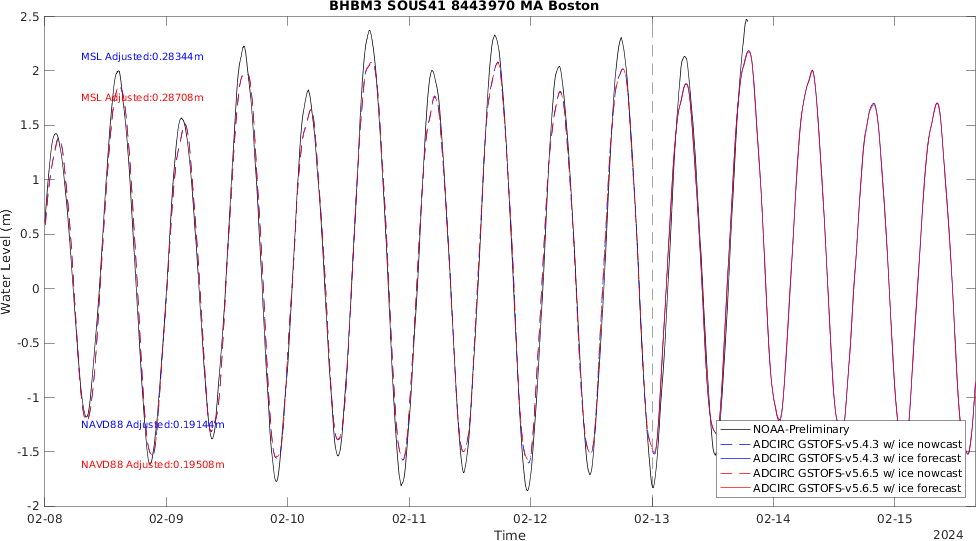 BHBM3 SOUS41 8443970 MA Boston
2.5
2
1.5
1
0.5
0
-0.5
-1
-1.5
-2
Water Level (m)
MSL Adjusted:0.28344m
MSL Adjusted:0.28708m
NAVD88 Adjusted:0.19144m
NAVD88 Adjusted:0.19508m
NOAA-Preliminary
ADCIRC GSTOFS-v5.4.3 w/ ice nowcast
ADCIRC GSTOFS-v5.4.3 w/ ice forecast
ADCIRC GSTOFS-v5.6.5 w/ ice nowcast
ADCIRC GSTOFS-v5.6.5 w/ ice forecast
02-08 02-09 02-10 02-11 02-12 02-13 02-14 02-15
Time
2024